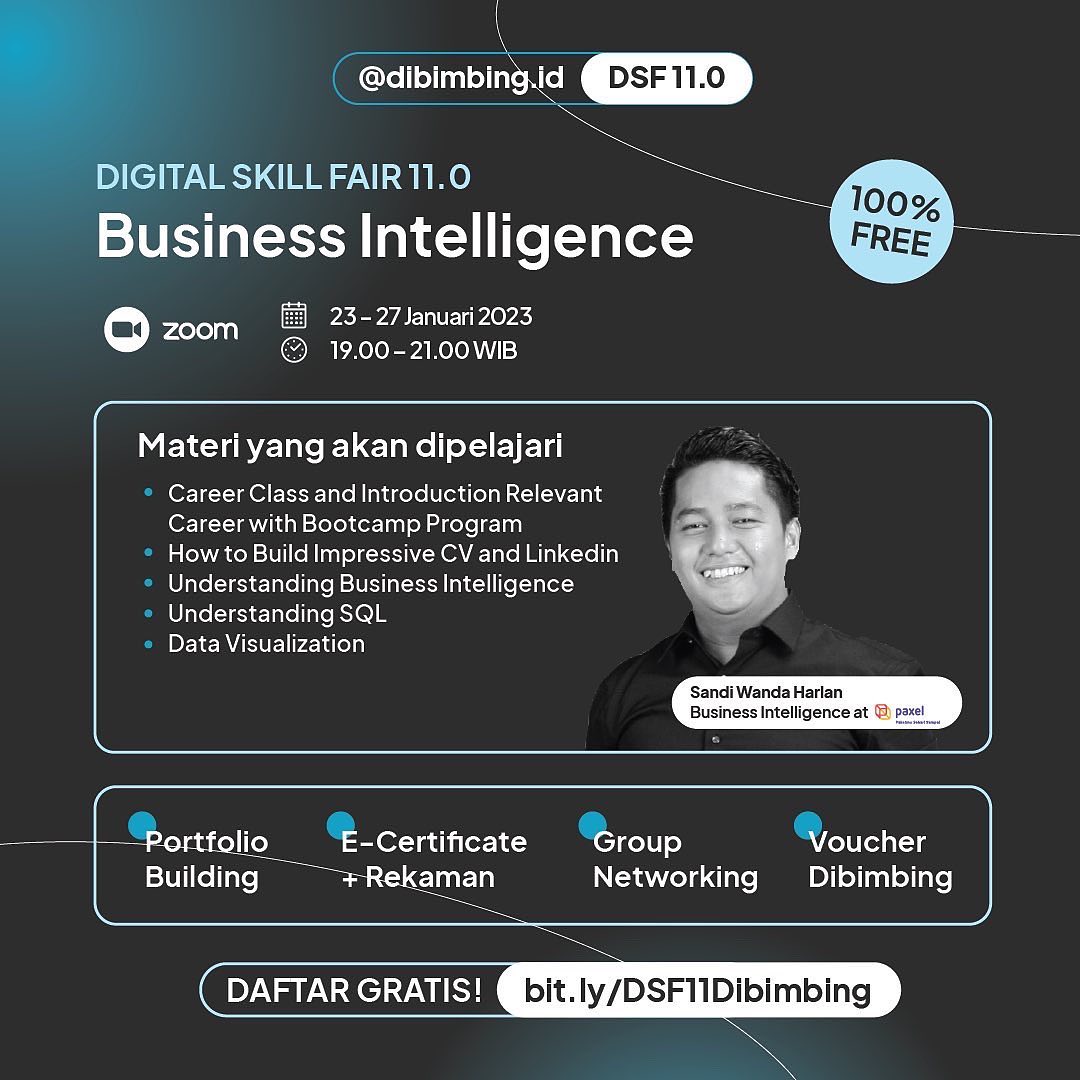 @dibimbing.id DSF 11.0
DIGITAL SKILL FAIR 11.0
Business Intelligence
100%
FREE
zoom
23 – 27 Januari 2023
19.00 – 21.00 WIB
Materi yang akan dipelajari
Career Class and Introduction Relevant
Career with Bootcamp Program
How to Build Impressive CV and Linkedin
Understanding Business Intelligence
Understanding SQL
Data Visualization
Sandi Wanda Harlan
Business Intelligence at paxel
Portfolio
Building
E-Certificate
+ Rekaman
Group
Networking
Voucher
Dibimbing
DAFTAR GRATIS! bit.ly/DSF11Dibimbing